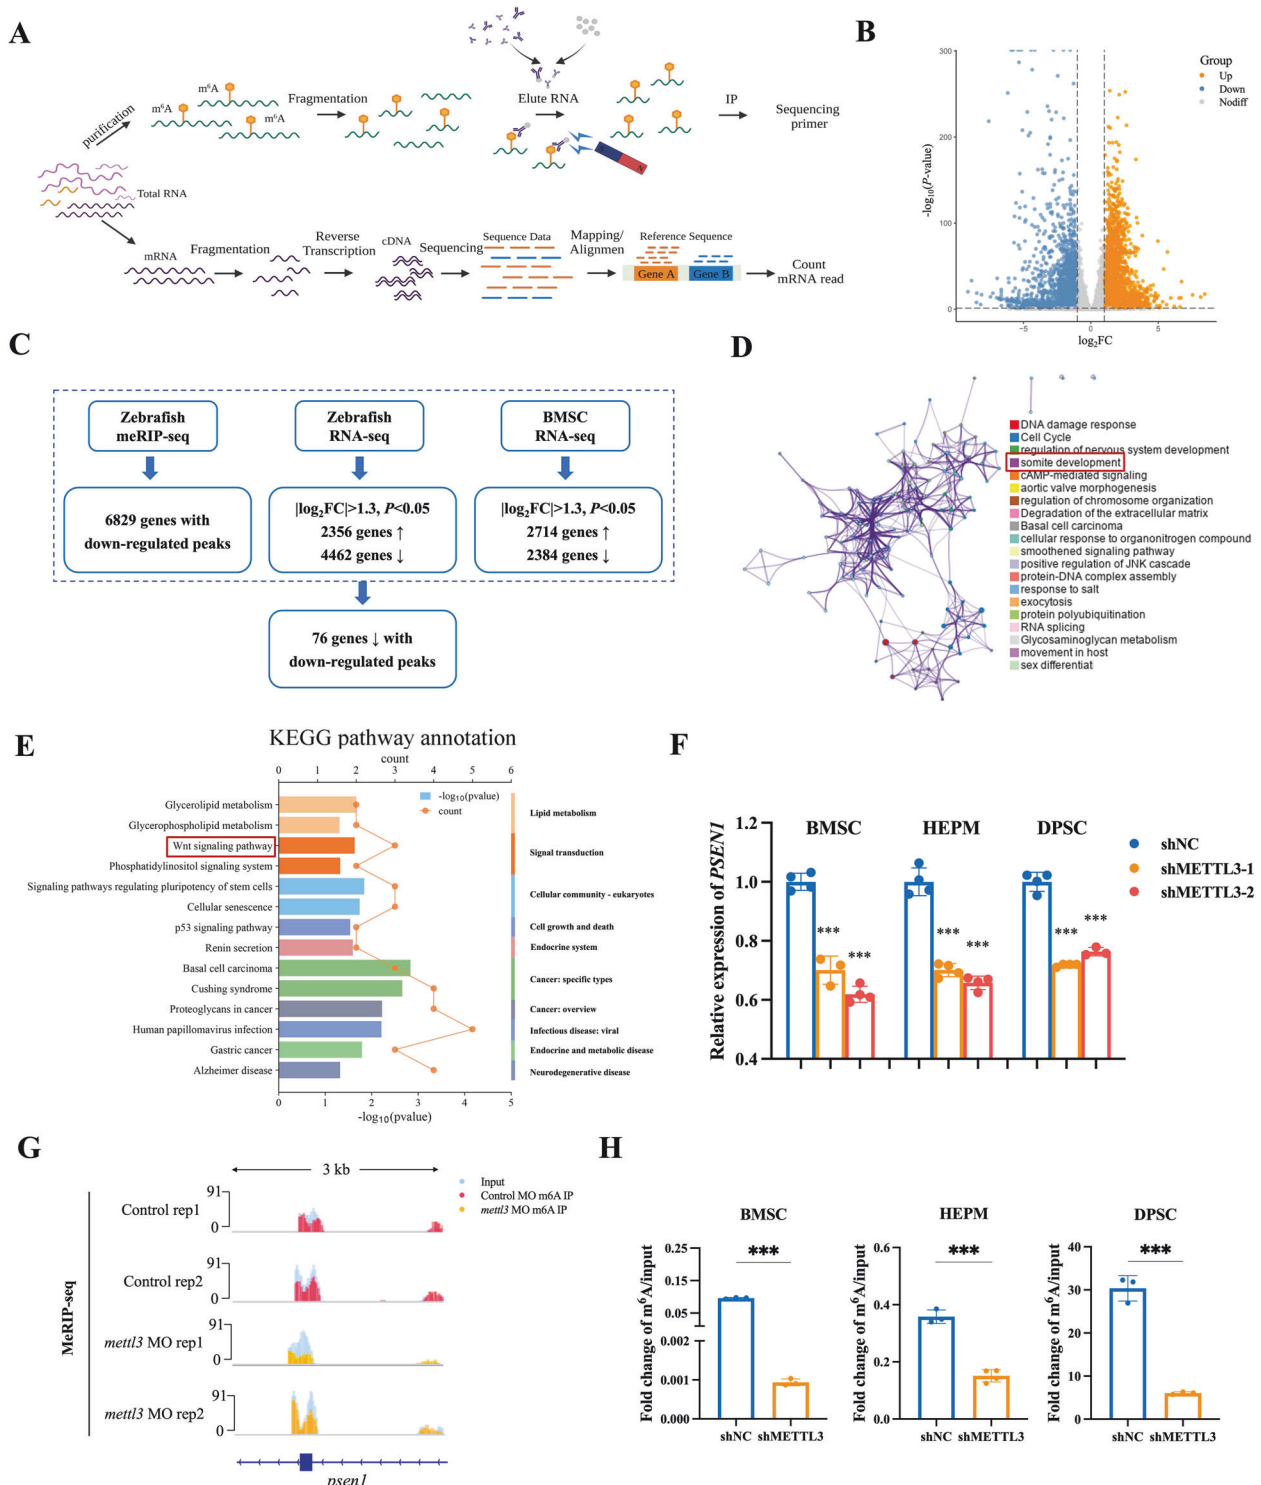 A
m⁶A
m⁶A
m⁶A
purification
Fragmentation
Elute RNA
IP
Sequencing
primer
N
Total RNA
mRNA
Fragmentation
Reverse
Transcription
cDNA
Sequencing
Sequence Data
Mapping/
Alignmen
Reference Sequence
Gene A
Gene B
Count
mRNA read
B
300
200
100
0
-log₁₀(P-value)
−5
0
5
log₂FC
Group
Up
Down
Nodiff
C
Zebrafish
meRIP-seq
Zebrafish
RNA-seq
BMSC
RNA-seq
6829 genes with
down-regulated peaks
|log₂FC|>1.3, P<0.05
2356 genes ↑
4462 genes ↓
|log₂FC|>1.3, P<0.05
2714 genes ↑
2384 genes ↓
76 genes ↓ with
down-regulated peaks
D
DNA damage response
Cell Cycle
regulation of nervous system development
somite development
cAMP-mediated signaling
aortic valve morphogenesis
regulation of chromosome organization
Degradation of the extracellular matrix
Basal cell carcinoma
cellular response to organonitrogen compound
smoothened signaling pathway
positive regulation of JNK cascade
protein-DNA complex assembly
response to salt
exocytosis
protein polyubiquitination
RNA splicing
Glycosaminoglycan metabolism
movement in host
sex differentiat
E
KEGG pathway annotation
count
0 1 2 3 4 5 6
-log₁₀(pvalue)
count
Glycerolipid metabolism
Glycerophospholipid metabolism
Wnt signaling pathway
Phosphatidylinositol signaling system
Signaling pathways regulating pluripotency of stem cells
Cellular senescence
p53 signaling pathway
Renin secretion
Basal cell carcinoma
Cushing syndrome
Proteoglycans in cancer
Human papillomavirus infection
Gastric cancer
Alzheimer disease
Lipid metabolism
Signal transduction
Cellular community - eukaryotes
Cell growth and death
Endocrine system
Cancer: specific types
Cancer: overview
Infectious disease: viral
Endocrine and metabolic disease
Neurodegenerative disease
0 1 2 3 4 5
-log₁₀(pvalue)
F
Relative expression of PSEN1
1.2
1.0
0.8
0.6
0.4
BMSC
HEPM
DPSC
***
***
***
***
***
***
shNC
shMETTL3-1
shMETTL3-2
G
3 kb
Input
Control MO m6A IP
mettl3 MO m6A IP
MeRIP-seq
Control rep1
91
0
Control rep2
91
0
mettl3 MO rep1
91
0
mettl3 MO rep2
91
0
psen1
H
BMSC
***
Fold change of m⁶A/input
0.25
0.15
0.05
0.002
0.001
0.000
shNC shMETTL3
HEPM
***
Fold change of m⁶A/input
0.6
0.4
0.2
0.0
shNC shMETTL3
DPSC
***
Fold change of m⁶A/input
40
30
20
10
0
shNC shMETTL3